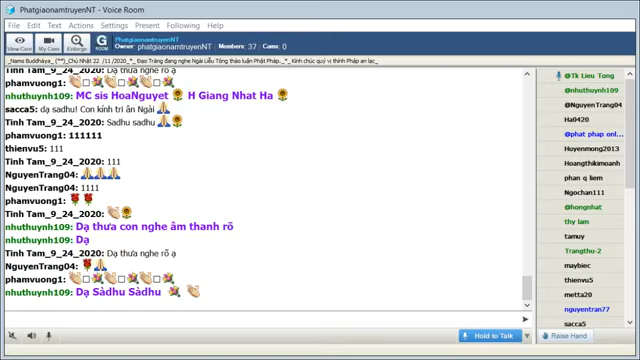 PhatgiaonamtruyenNT - Voice Room
File Edit Text Actions Settings Present Following Help
View Cam
My Cam
Enlarge
G ROOM
Room: PhatgiaonamtruyenNT
Owner: phatgiaonamtruyenNT Members: 37 Cams: 0
_Namo Buddhàya_ (**)_Chủ Nhật 22 /11/2020_*_Đạo Tràng đang nghe Ngài Liễu Tông thảo luận Phật Pháp._*_Kính chúc quý vị thính Pháp an lạc_
Tinh Tam_9_24_2020: Dạ thưa nghe rõ ạ
phamvuong1:
nhuthuynh109: MC sis HoaNguyet H Giang Nhat Ha
sacca5: dạ sadhu! Con kính tri ân Ngài
Tinh Tam_9_24_2020: Sadhu sadhu
phamvuong1: 111111
thienvu5: 111
Tinh Tam_9_24_2020: 111
NguyenTrang04:
NguyenTrang04: 1111
phamvuong1:
Tinh Tam_9_24_2020:
nhuthuynh109: Dạ thưa con nghe âm thanh rõ
nhuthuynh109: Dạ
Tinh Tam_9_24_2020: Dạ thưa nghe rõ ạ
NguyenTrang04:
phamvuong1:
nhuthuynh109: Dạ Sàdhu Sàdhu
@Tk Lieu Tong
@nhuthuynh109
@NguyenTrang04
Ha0420
@phat phap onl...
Huyenmong2013
Hoangthikimoanh
phan q liem
Ngochan111
@hongnhat
thy lam
tamuy
Trangthu-2
maybiec
thienvu5
metta20
nguyentran77
sacca5
Hold to Talk
Raise Hand